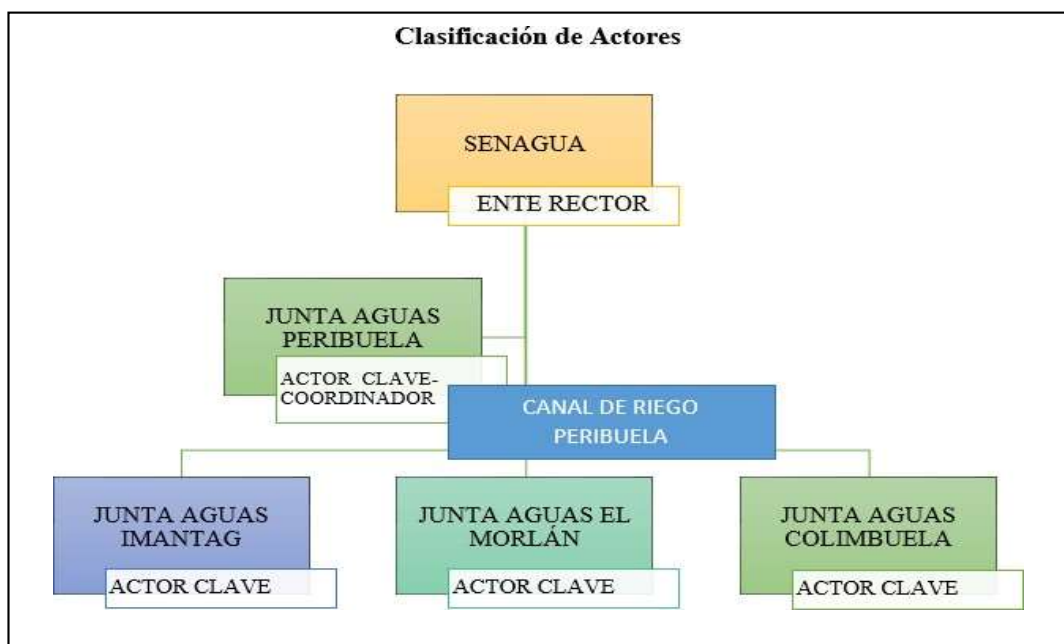 Clasificación de Actores
SENAGUA
ENTE RECTOR
JUNTA AGUAS
PERIBUELA
ACTOR CLAVE-
COORDINADOR
CANAL DE RIEGO
PERIBUELA
JUNTA AGUAS
IMANTAG
ACTOR CLAVE
JUNTA AGUAS EL
MORLÁN
ACTOR CLAVE
JUNTA AGUAS
COLIMBUELA
ACTOR CLAVE